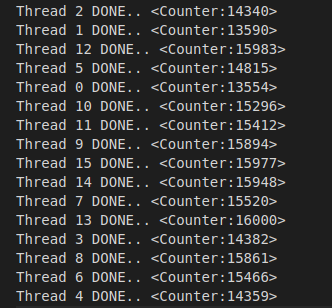 Thread 2 DONE.. <Counter:14340>
Thread 1 DONE.. <Counter:13590>
Thread 12 DONE.. <Counter:15983>
Thread 5 DONE.. <Counter:14815>
Thread 0 DONE.. <Counter:13554>
Thread 10 DONE.. <Counter:15296>
Thread 11 DONE.. <Counter:15412>
Thread 9 DONE.. <Counter:15894>
Thread 15 DONE.. <Counter:15977>
Thread 14 DONE.. <Counter:15948>
Thread 7 DONE.. <Counter:15520>
Thread 13 DONE.. <Counter:16000>
Thread 3 DONE.. <Counter:14382>
Thread 8 DONE.. <Counter:15861>
Thread 6 DONE.. <Counter:15466>
Thread 4 DONE.. <Counter:14359>